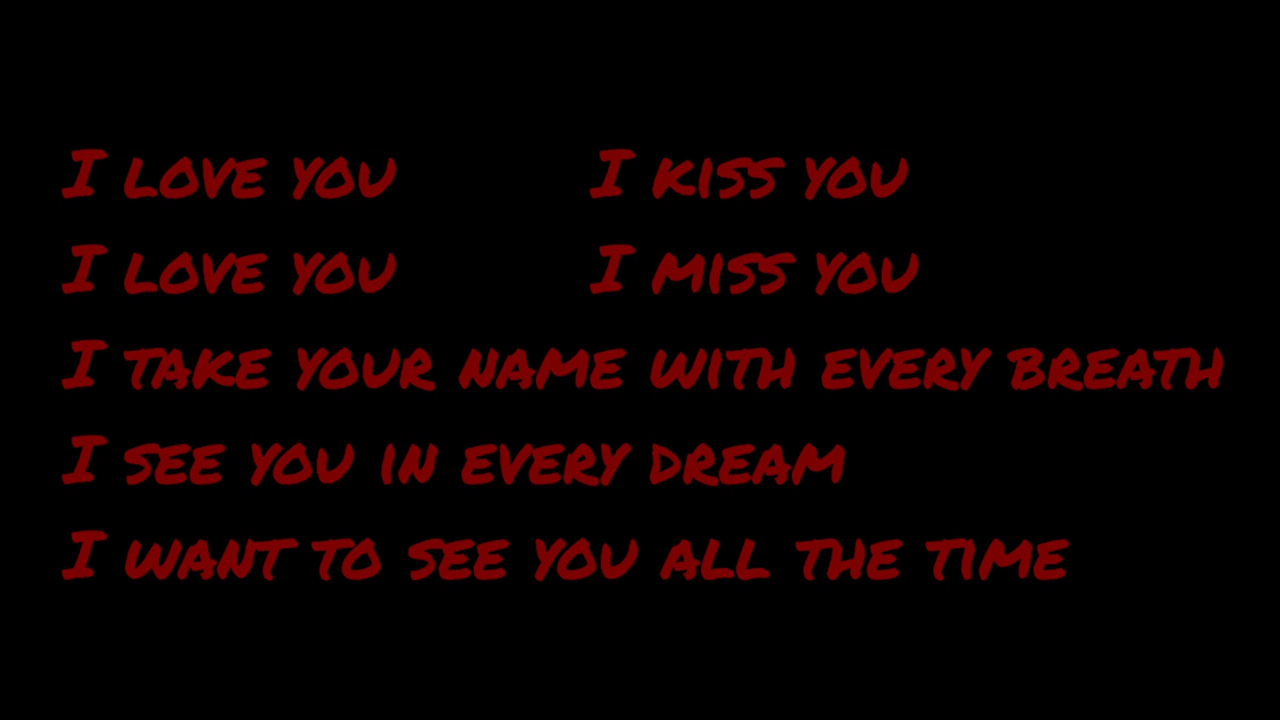 I LOVE YOU I KISS YOU
I LOVE YOU I MISS YOU
I TAKE YOUR NAME WITH EVERY BREATH
I SEE YOU IN EVERY DREAM
I WANT TO SEE YOU ALL THE TIME